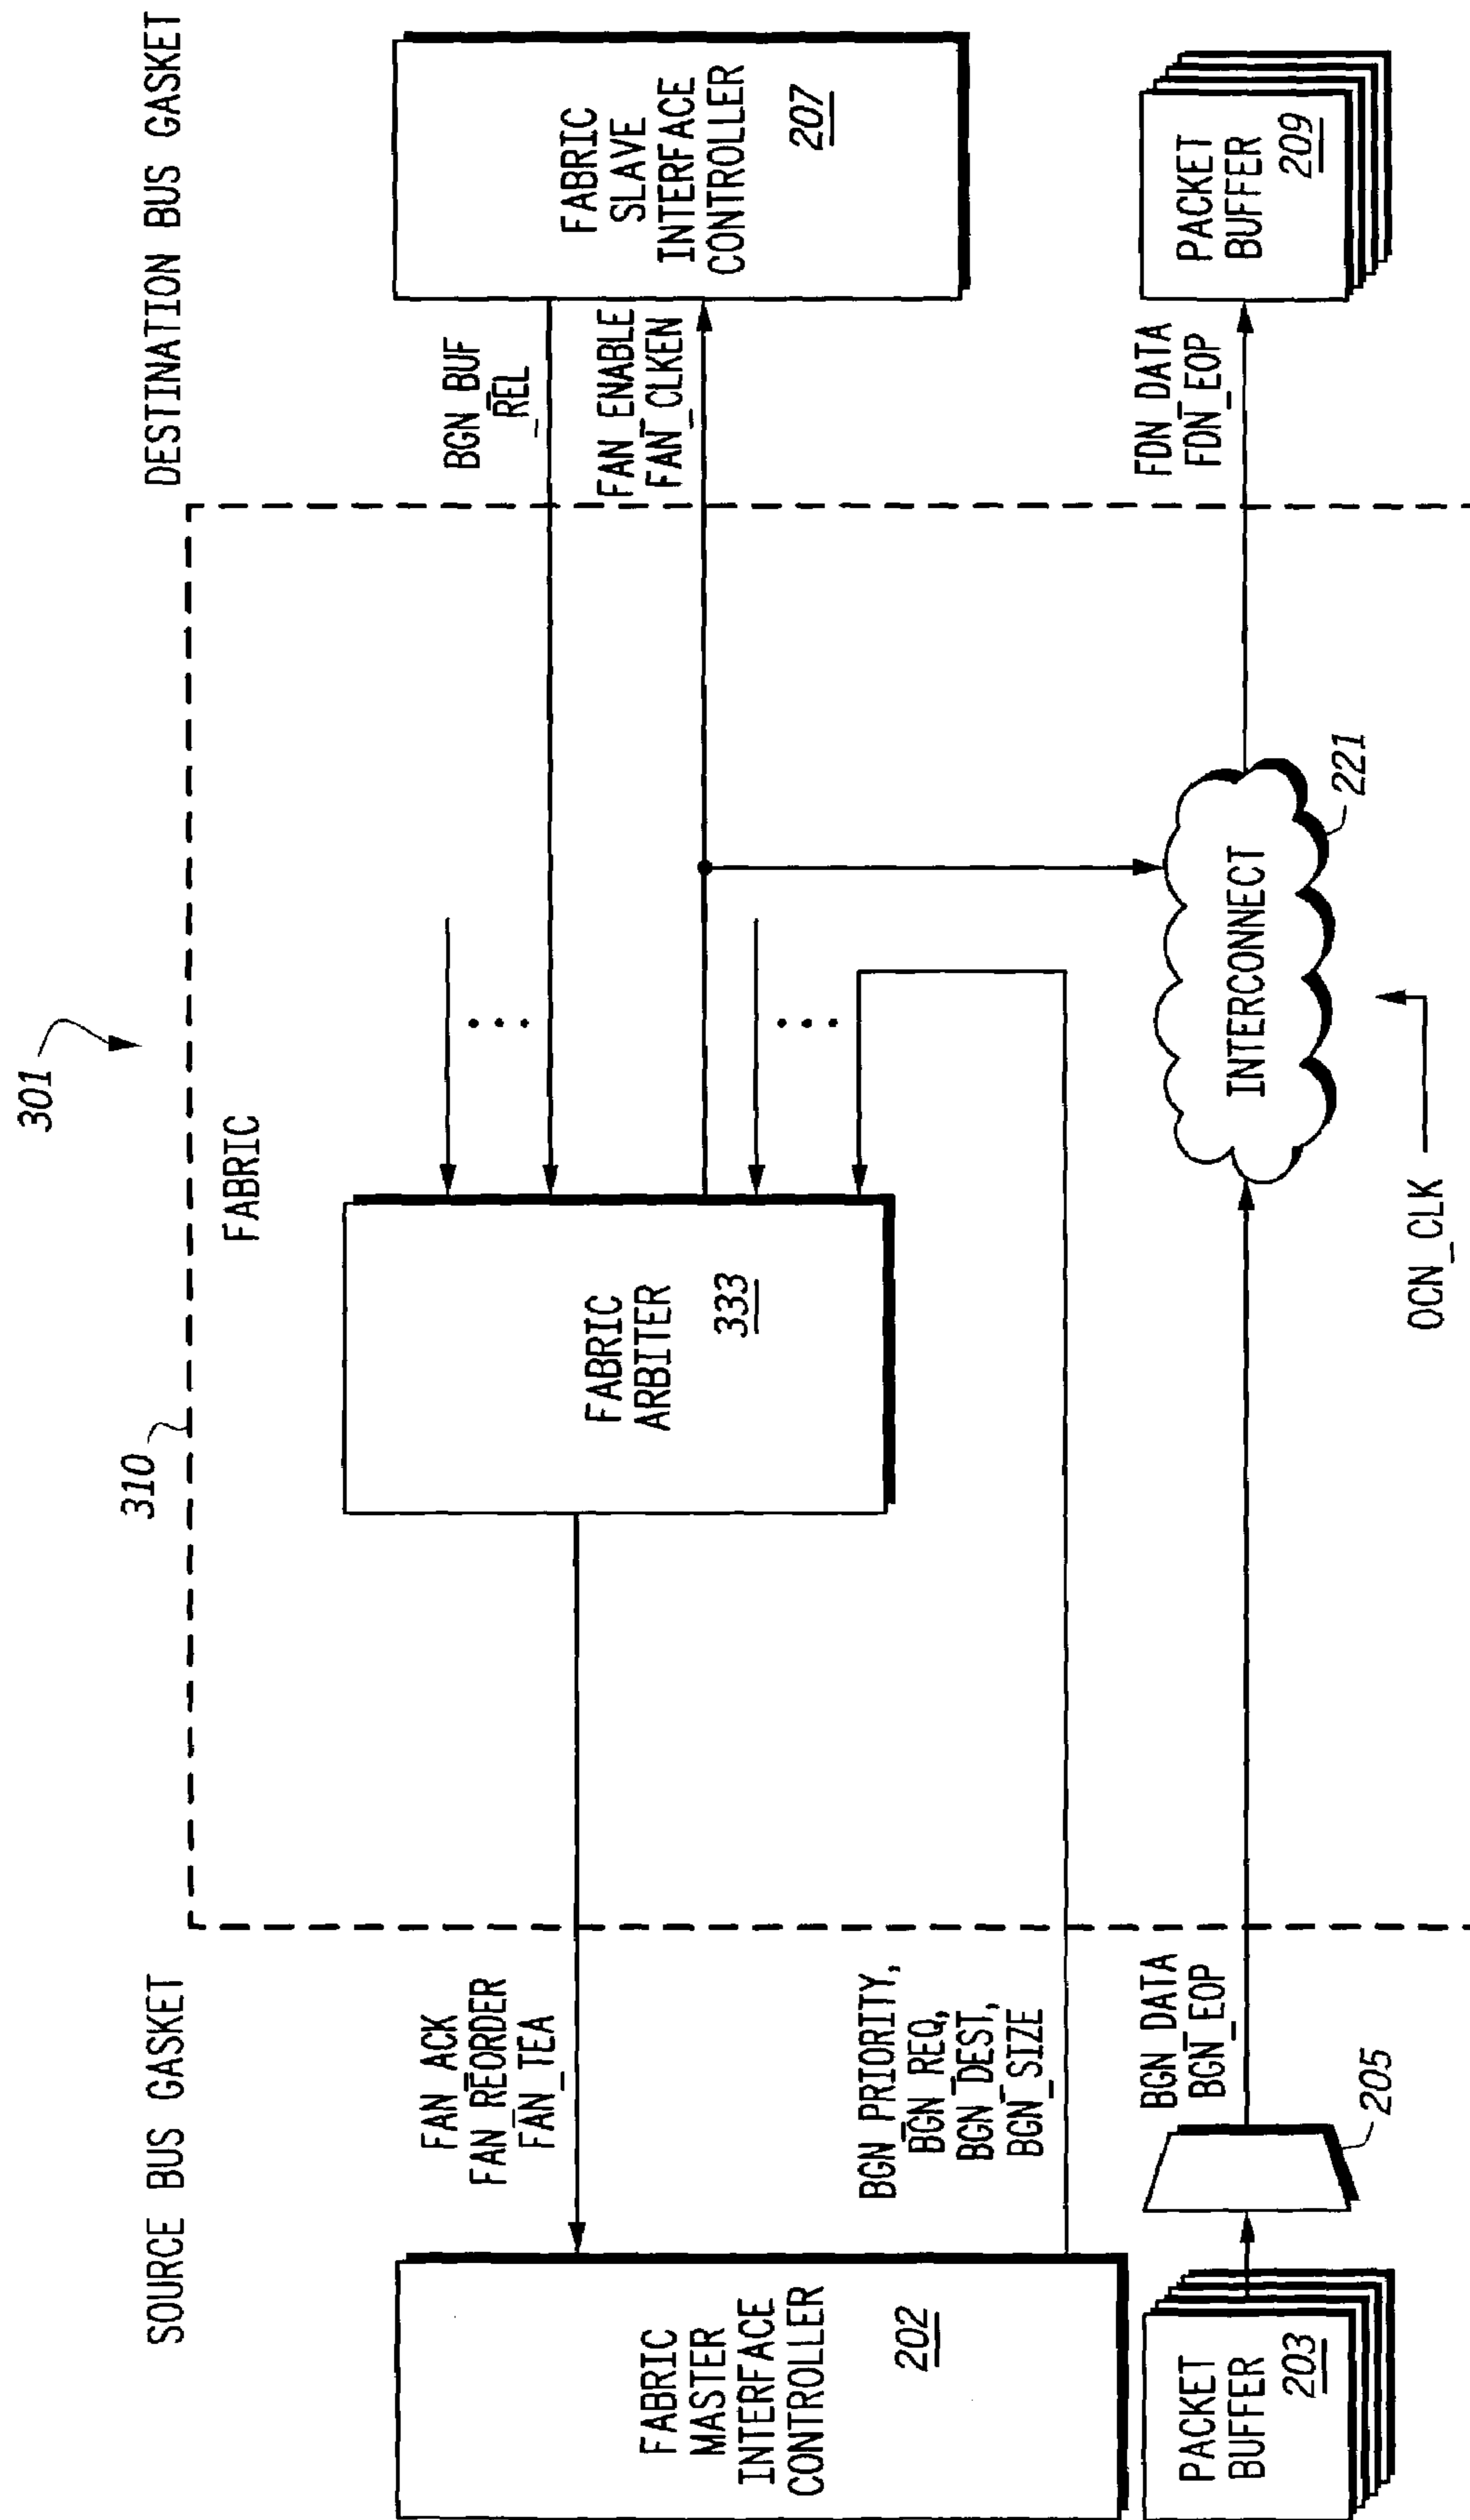 301
310
SOURCE BUS GASKET
FABRIC
DESTINATION BUS GASKET
FABRIC
MASTER
INTERFACE
CONTROLLER
202
FAN_ACK
FAN_REORDER
FAN_TEA
BGN_PRIORITY,
BGN_REQ,
BGN_DEST,
BGN_SIZE
FABRIC
ARBITER
333
BGN_BUF
_REL
FAN_ENABLE
FAN_CLKEN
FABRIC
SLAVE
INTERFACE
CONTROLLER
207
PACKET
BUFFER
203
205
BGN_DATA
BGN_EOP
INTERCONNECT
221
OCN_CLK
FDN_DATA
FDN_EOP
PACKET
BUFFER
209